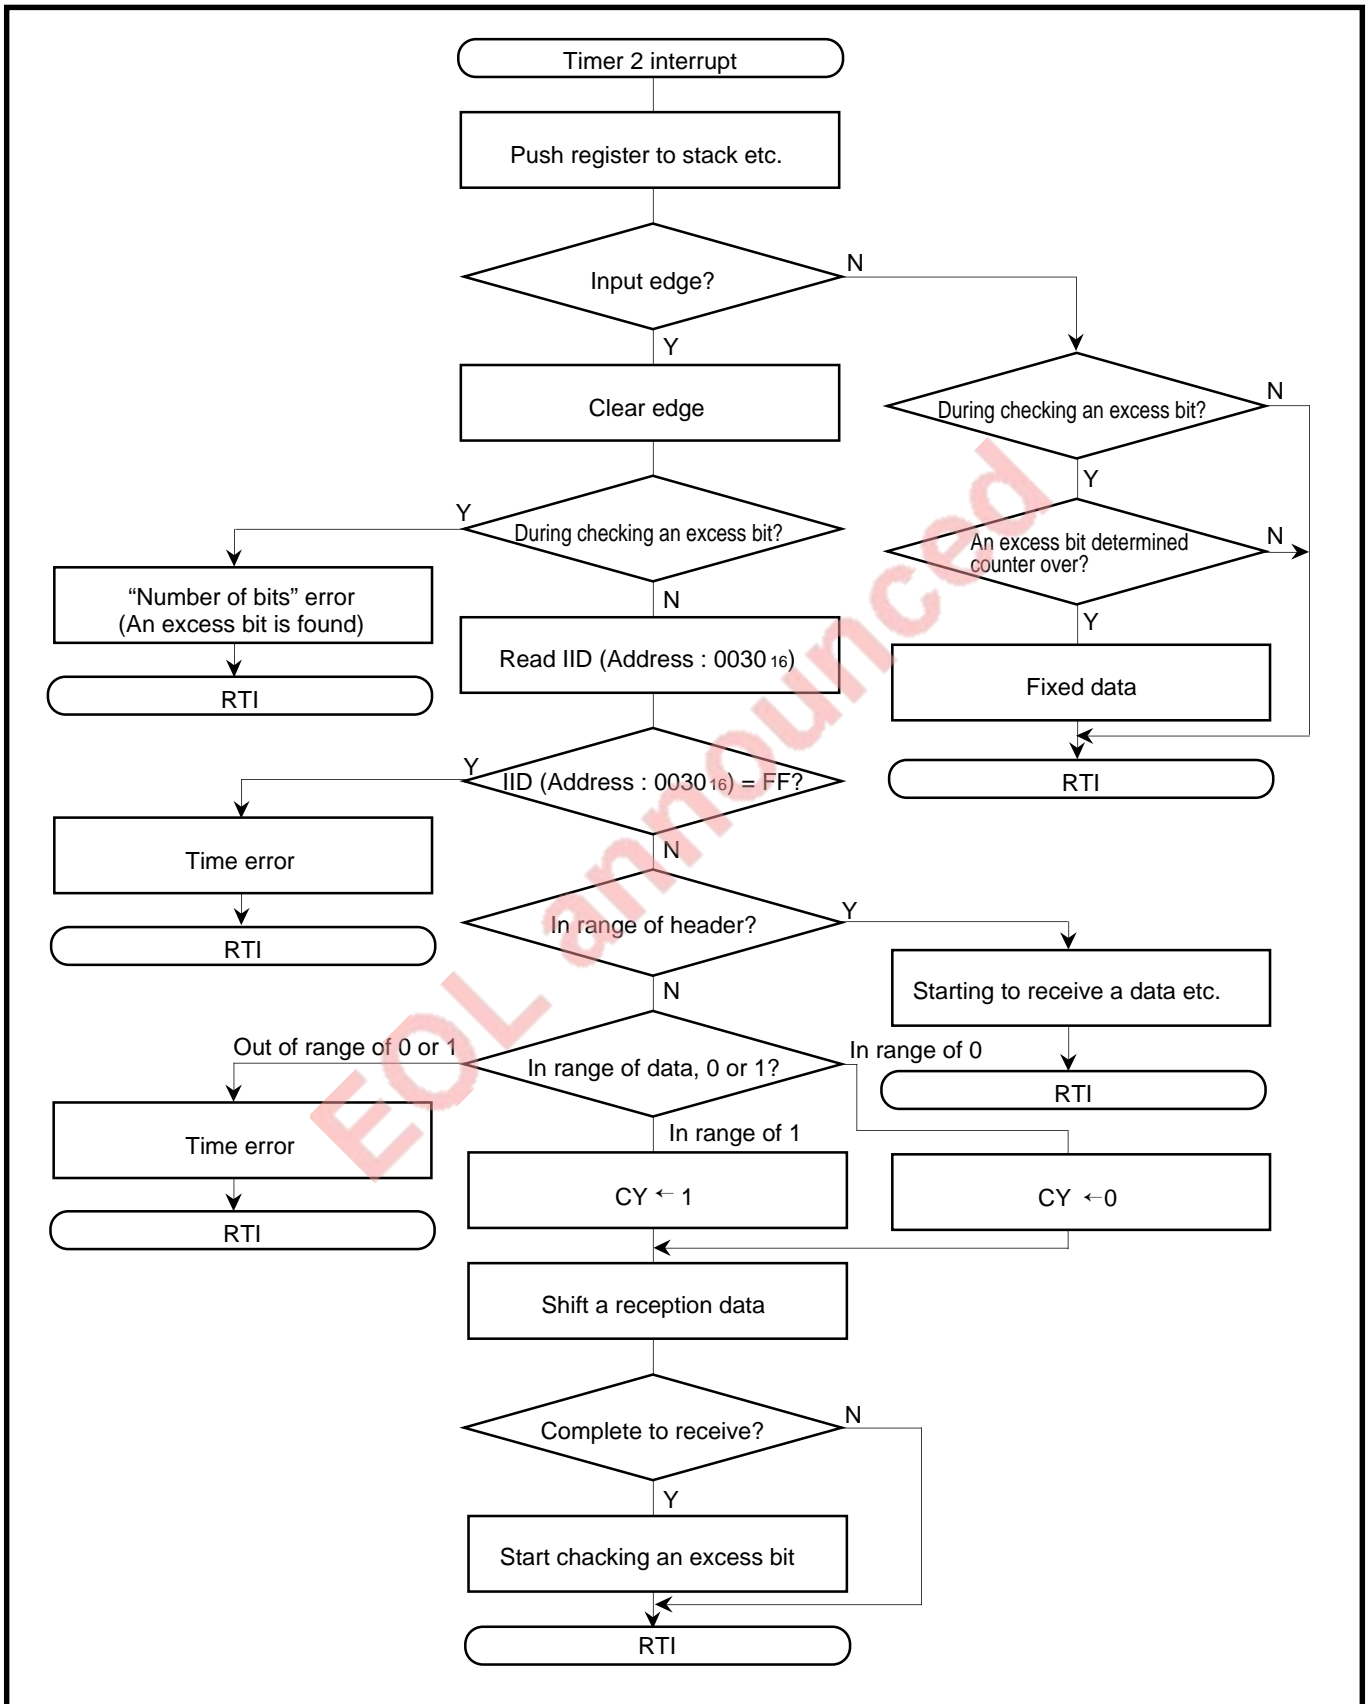 Timer 2 interrupt
Push register to stack etc.
Input edge?
N
Y
Clear edge
During checking an excess bit?
N
Y
During checking an excess bit?
Y
N
An excess bit determined
counter over?
N
Y
"Number of bits" error
(An excess bit is found)
RTI
Read IID (Address : 0030 16)
Fixed data
RTI
IID (Address : 0030 16) = FF?
Y
N
Time error
RTI
In range of header?
Y
N
Starting to receive a data etc.
RTI
In range of data, 0 or 1?
Out of range of 0 or 1
In range of 0
In range of 1
Time error
RTI
CY ← 1
CY ←0
Shift a reception data
Complete to receive?
N
Y
Start chacking an excess bit
RTI
EOL announced